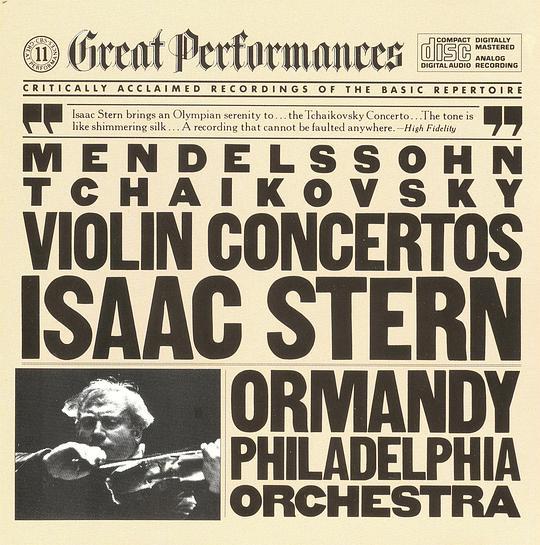 11
Great Performances
COMPACT
disc
DIGITAL AUDIO
DIGITALLY
MASTERED
ANALOG
RECORDING
CRITICALLY ACCLAIMED RECORDINGS OF THE BASIC REPERTOIRE
" Isaac Stern brings an Olympian serenity to...the Tchaikovsky Concerto...The tone is
like shimmering silk...A recording that cannot be faulted anywhere.—High Fidelity "
MENDELSSOHN
TCHAIKOVSKY
VIOLIN CONCERTOS
ISAAC STERN
ORMANDY
PHILADELPHIA
ORCHESTRA